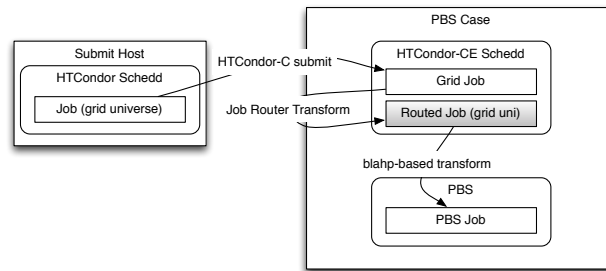 PBS Case
Submit Host
HTCondor Schedd
Job (grid universe)
HTCondor-C submit
HTCondor-CE Schedd
Grid Job
Job Router Transform
Routed Job (grid uni)
blahp-based transform
PBS
PBS Job